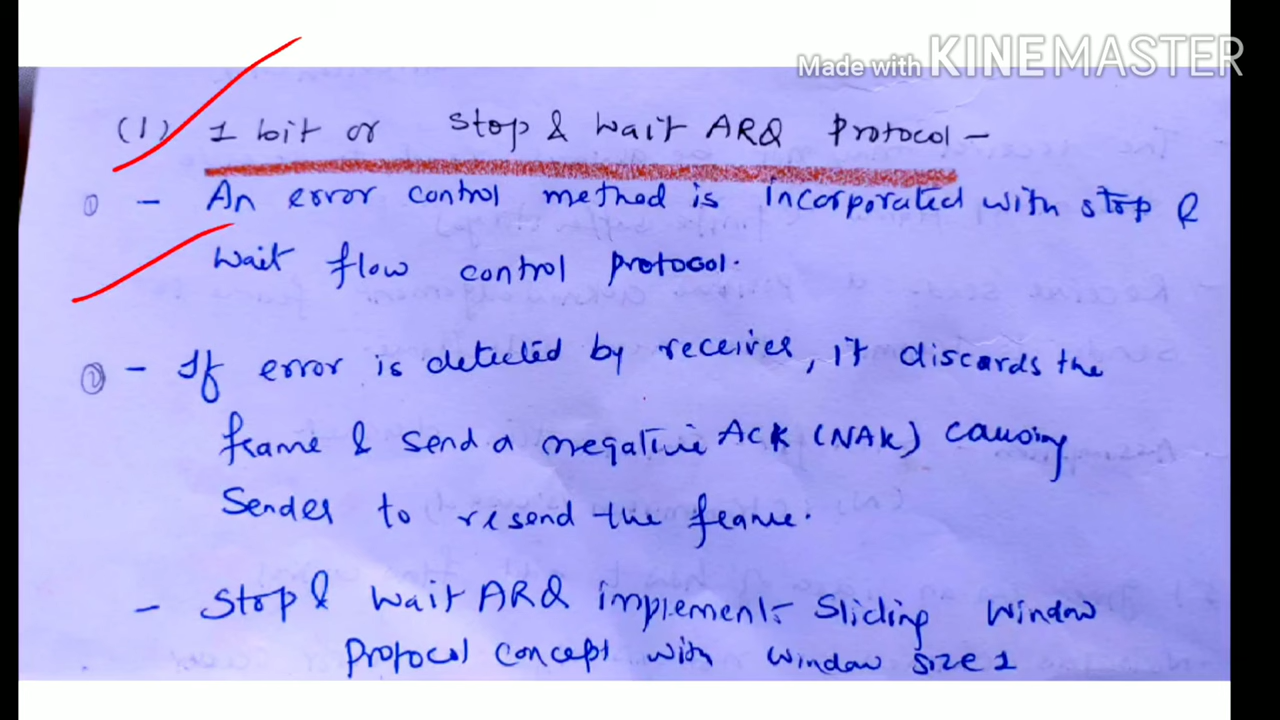 Made with KINEMASTER
(1) 1 bit or Stop & Wait ARQ Protocol -
① - An error control method is incorporated with stop &
Wait flow control protocol.
② - If error is detected by receiver, it discards the
frame & send a negative ACK (NAK) causing
Sender to resend the frame.
- Stop & Wait ARQ implements Sliding Window
Protocol concept with window size 1